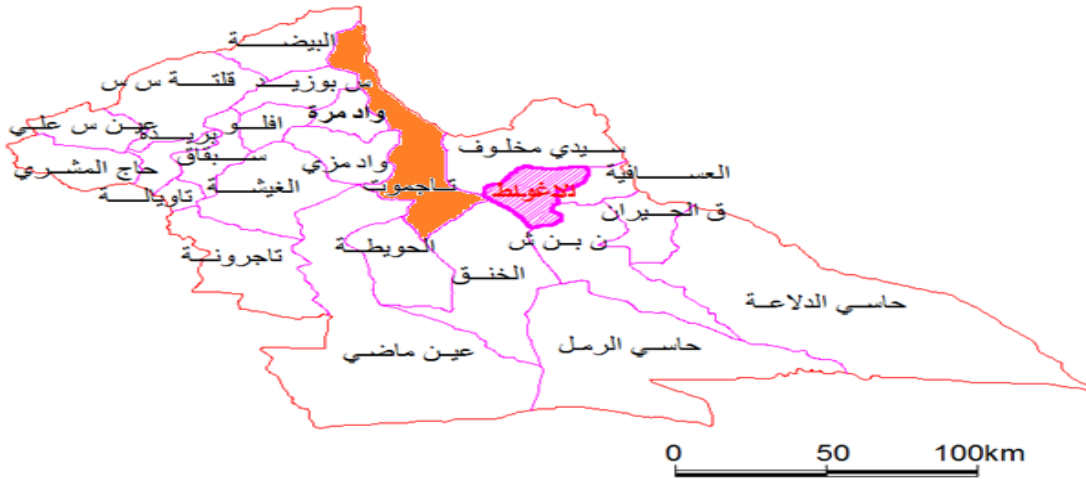 البيضة
س بوزيد
قلتة س س
واد مرة
افلو
عين س علي
بريدة
سيدي مخلوف
سبقاق
واد مزي
حاج المشري
العسافية
تاجموت
الاغواط
الغيشة
تاويالة
ق الحيران
ن بن ش
الحويطة
تاجرونة
الخنق
حاسي الدلاعة
حاسي الرمل
عين ماضي
0 50 100km